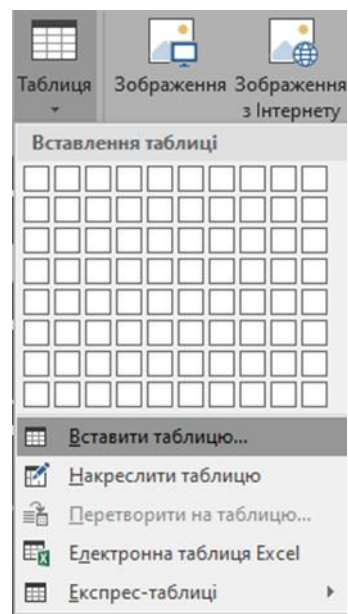 Таблиця
Зображення
Зображення
з Інтернету
Вставлення таблиці
Вставити таблицю...
Накреслити таблицю
Перетворити на таблицю...
Електронна таблиця Excel
Експрес-таблиці